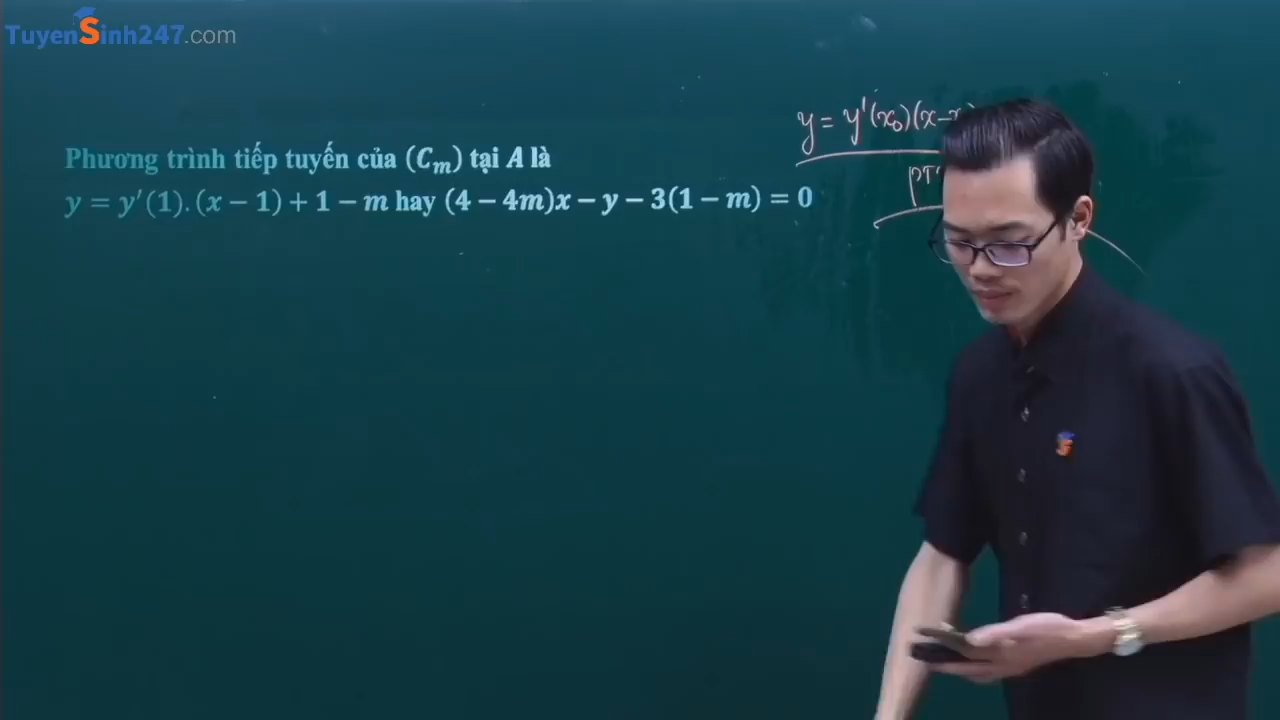 TuyenSinh247.com
y = y'(x₀)(x-x
Phương trình tiếp tuyến của (Cₘ) tại A là
y = y′(1).(x − 1) + 1 − m hay (4 − 4m)x − y − 3(1 − m) = 0